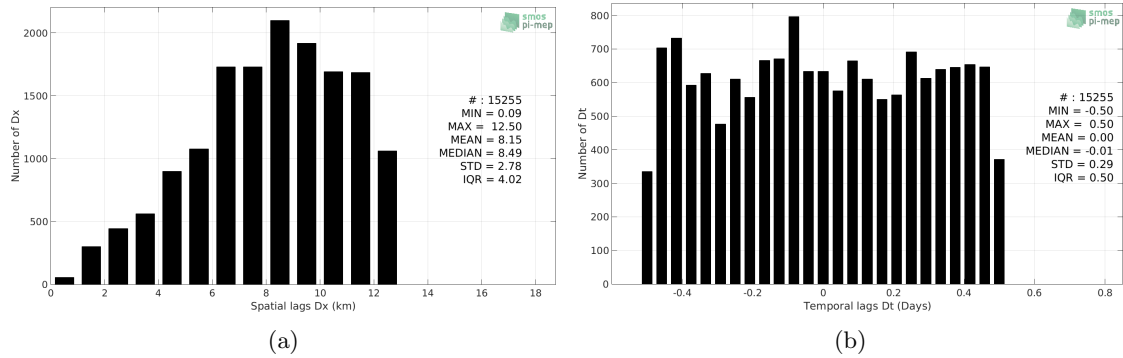 smos
pi-mep
2000
1500
1000
500
0
Number of Dx
# : 15255
MIN = 0.09
MAX = 12.50
MEAN = 8.15
MEDIAN = 8.49
STD = 2.78
IQR = 4.02
0 2 4 6 8 10 12 14 16 18
Spatial lags Dx (km)
(a)
smos
pi-mep
800
700
600
500
400
300
200
100
0
Number of Dt
# : 15255
MIN = -0.50
MAX = 0.50
MEAN = 0.00
MEDIAN = -0.01
STD = 0.29
IQR = 0.50
-0.4 -0.2 0 0.2 0.4 0.6 0.8
Temporal lags Dt (Days)
(b)